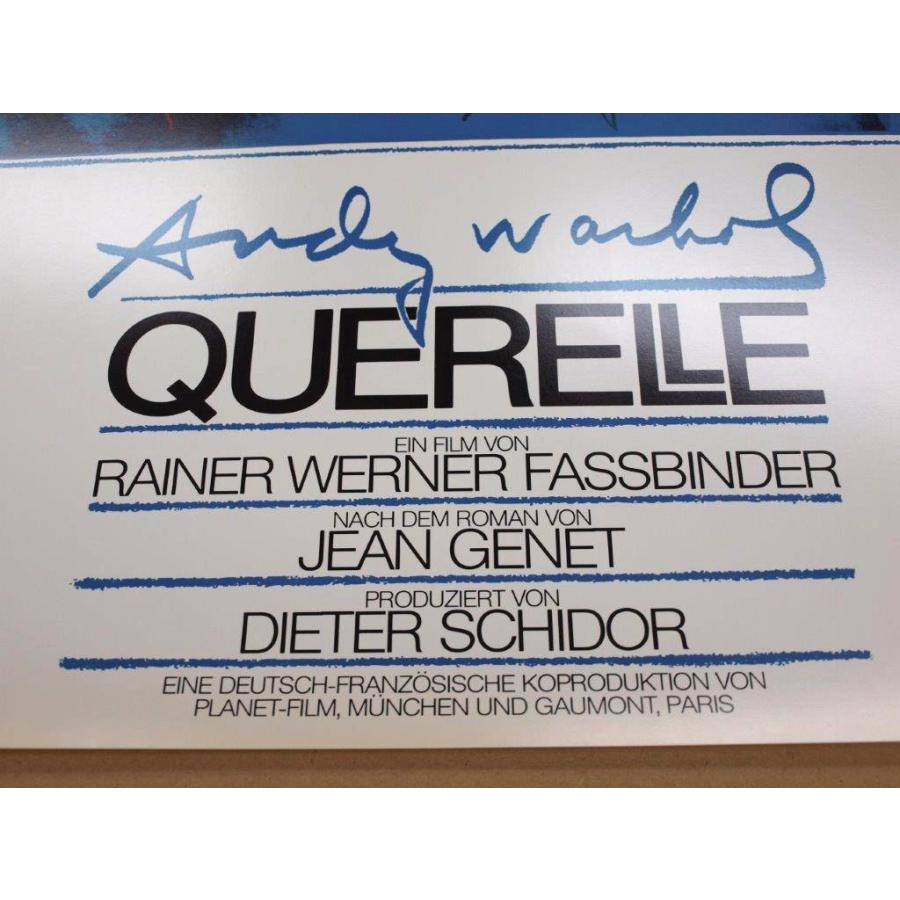 Andy Warhol
QUERELLE
EIN FILM VON
RAINER WERNER FASSBINDER
NACH DEM ROMAN VON
JEAN GENET
PRODUZIERT VON
DIETER SCHIDOR
EINE DEUTSCH-FRANZÖSISCHE KOPRODUKTION VON
PLANET-FILM, MÜNCHEN UND GAUMONT, PARIS